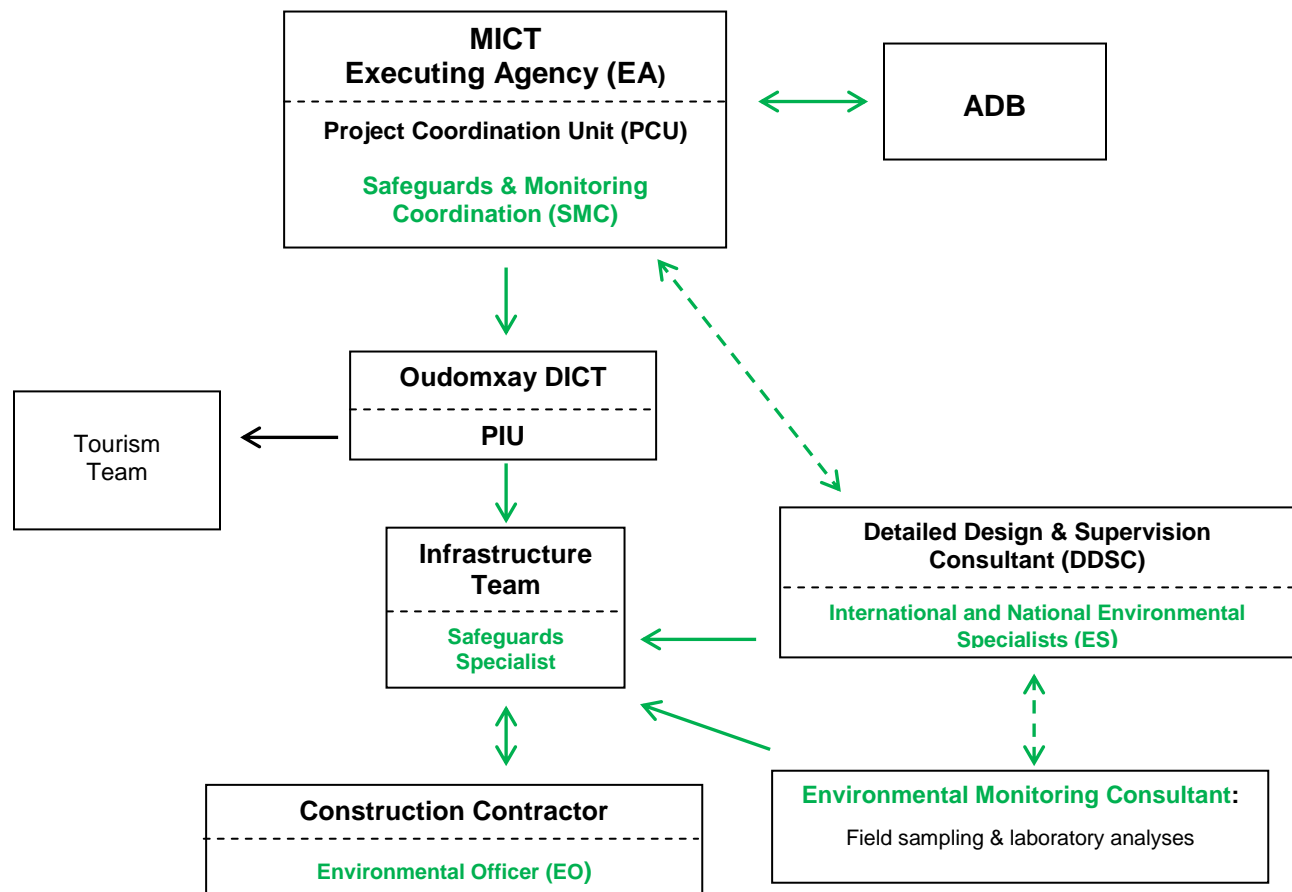 MICT
Executing Agency (EA)
Project Coordination Unit (PCU)
Safeguards & Monitoring
Coordination (SMC)
ADB
Oudomxay DICT
PIU
Tourism
Team
Infrastructure
Team
Safeguards
Specialist
Detailed Design & Supervision
Consultant (DDSC)
International and National Environmental
Specialists (ES)
Construction Contractor
Environmental Officer (EO)
Environmental Monitoring Consultant:
Field sampling & laboratory analyses